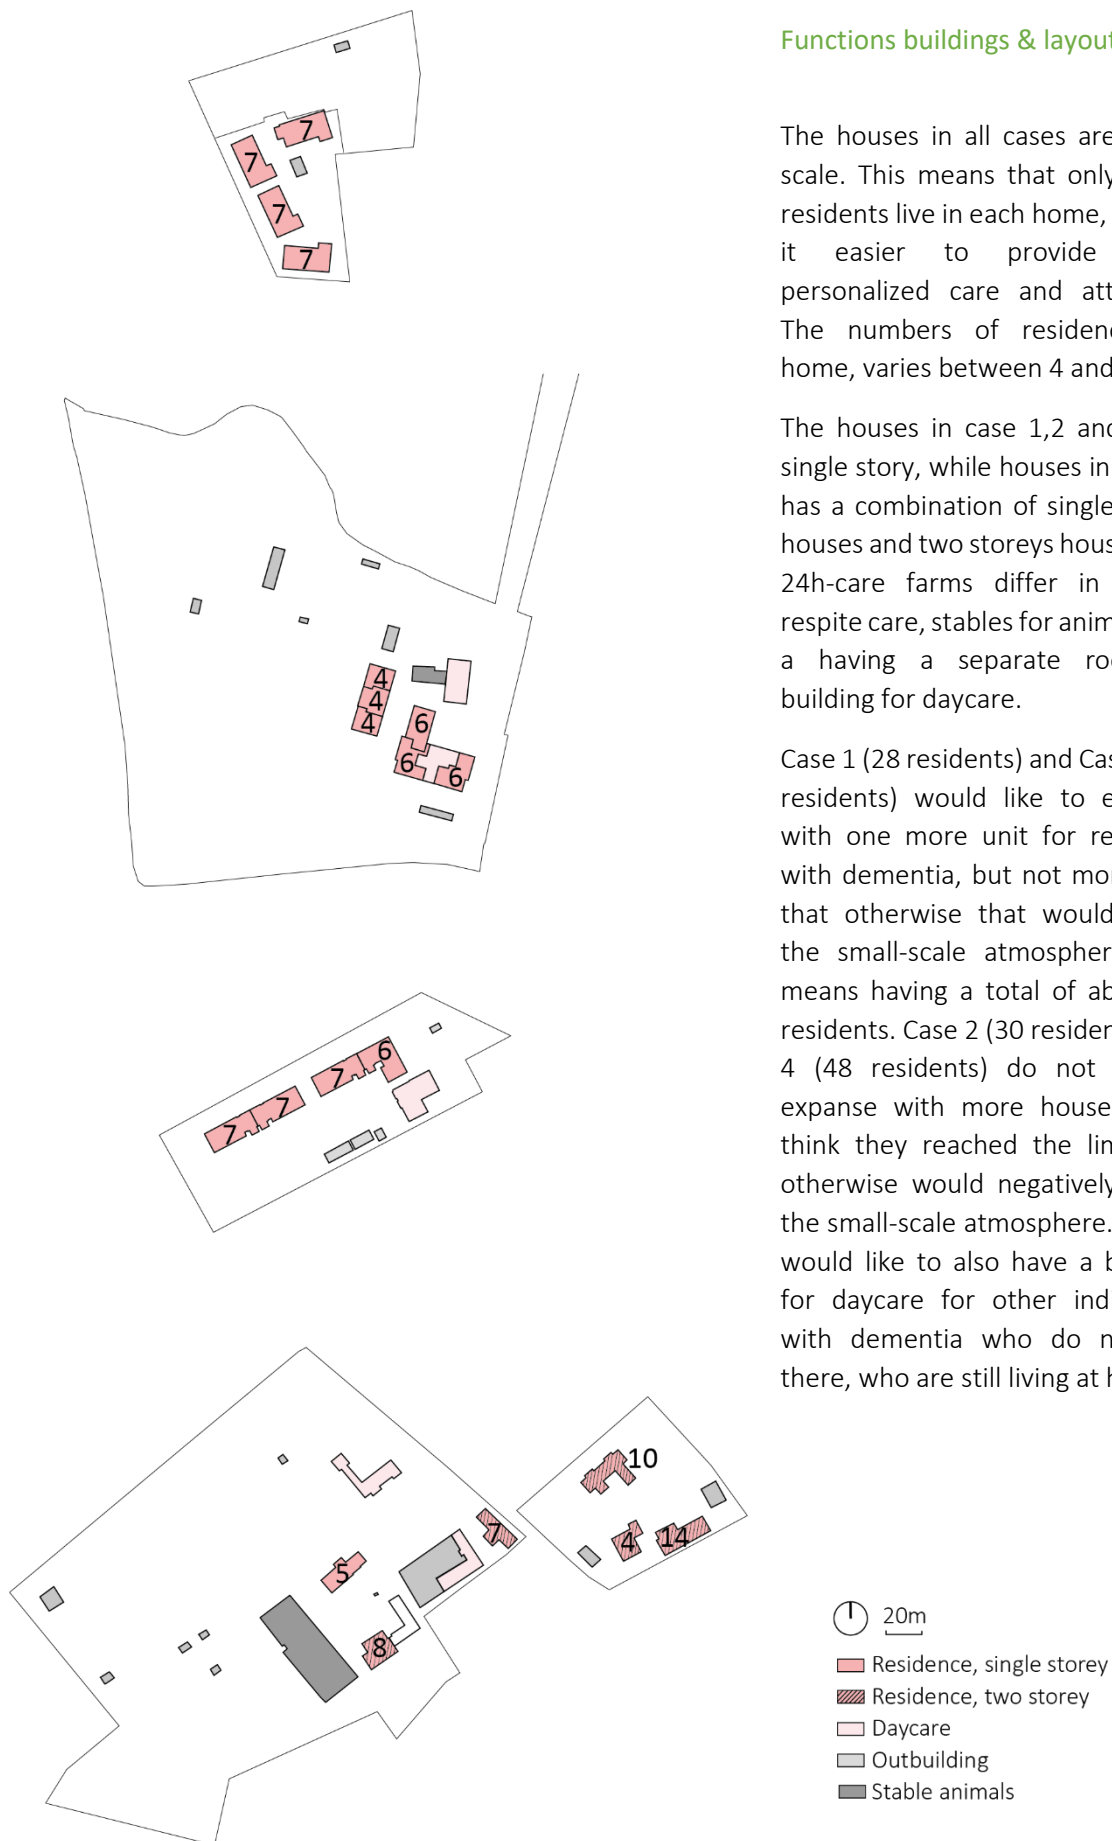 Functions buildings & layout
The houses in all cases are
scale. This means that only
residents live in each home,
it easier to provide
personalized care and att
The numbers of residenc
home, varies between 4 and
The houses in case 1,2 and
single story, while houses in
has a combination of single
houses and two storeys hous
24h-care farms differ in
respite care, stables for anim
a having a separate roo
building for daycare.
Case 1 (28 residents) and Cas
residents) would like to e
with one more unit for re
with dementia, but not mor
that otherwise that would
the small-scale atmospher
means having a total of ab
residents. Case 2 (30 residen
4 (48 residents) do not
expanse with more house
think they reached the lin
otherwise would negatively
the small-scale atmosphere.
would like to also have a b
for daycare for other ind
with dementia who do n
there, who are still living at h
7
7
7
7
4
4
4
6
6
6
6
7
7
7
10
7
4
14
5
8
20m
Residence, single storey
Residence, two storey
Daycare
Outbuilding
Stable animals